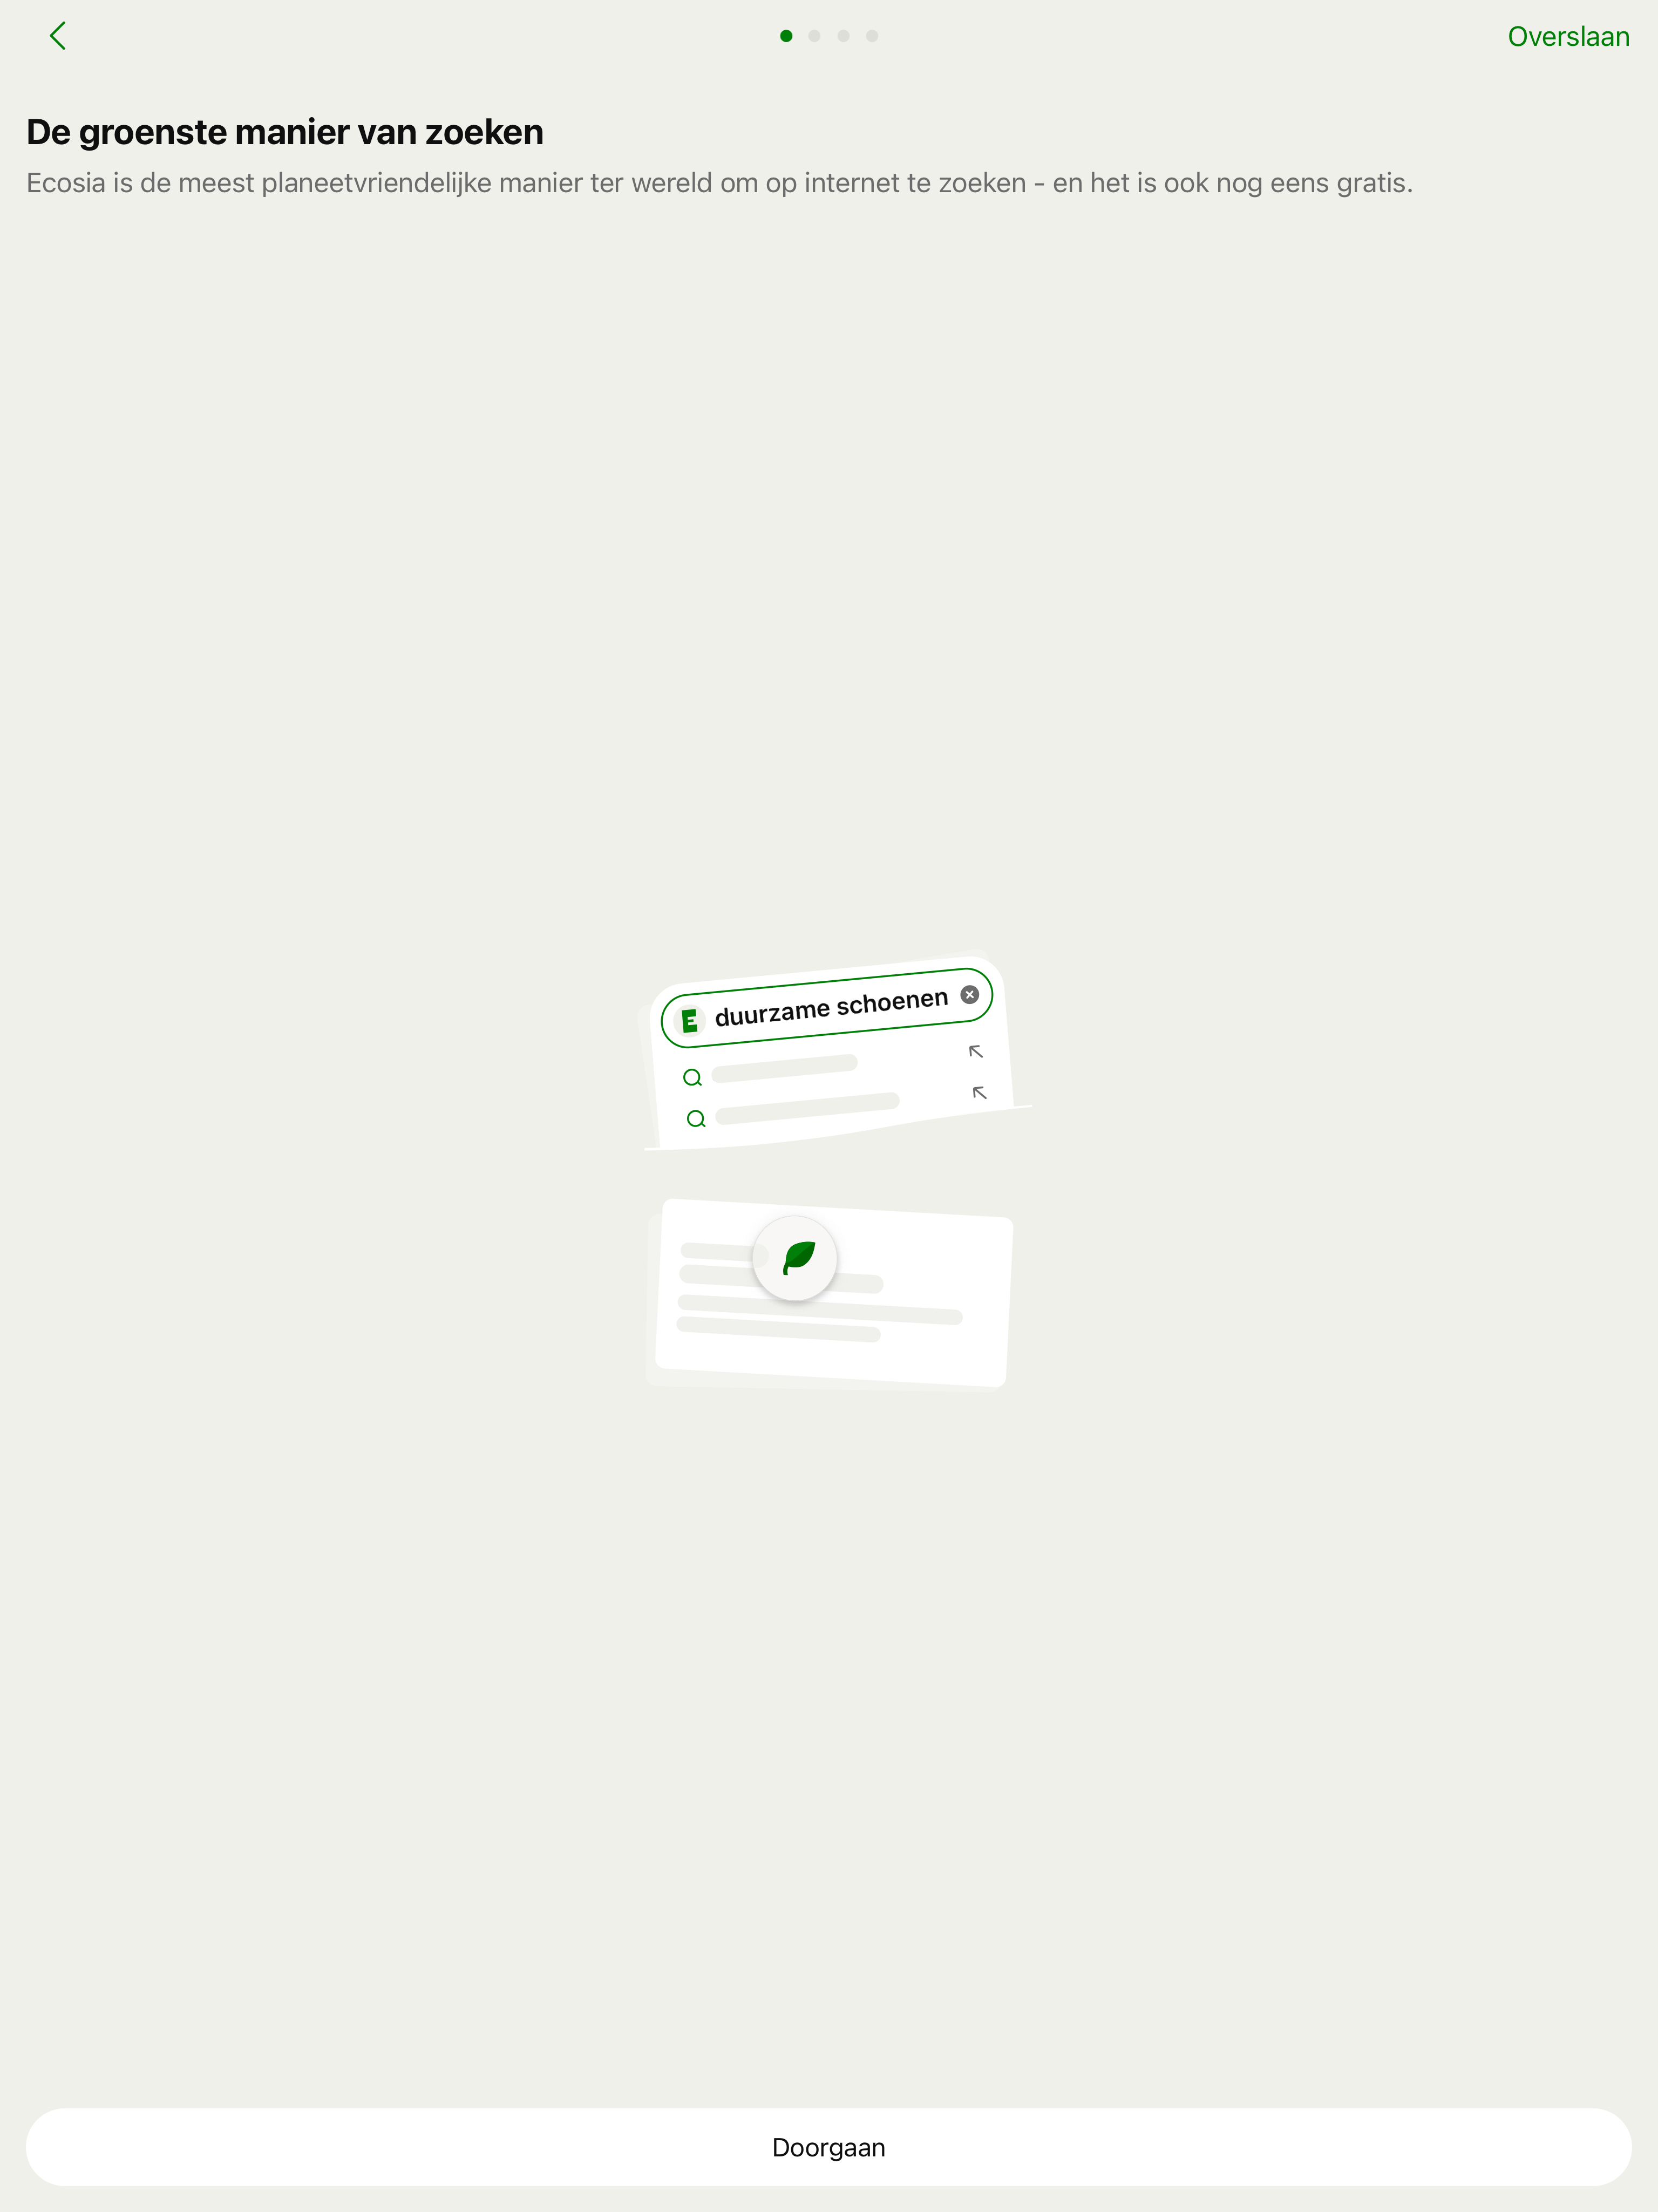 Overslaan
De groenste manier van zoeken
Ecosia is de meest planeetvriendelijke manier ter wereld om op internet te zoeken - en het is ook nog eens gratis.
E duurzame schoenen
Doorgaan